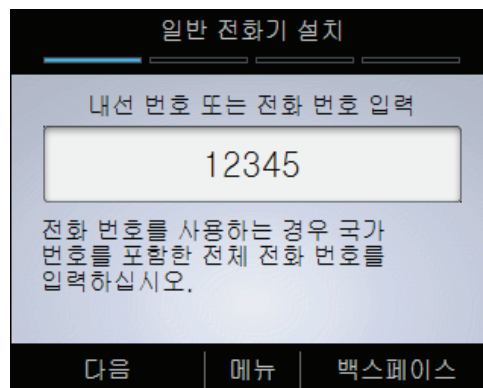 일반 전화기 설치
내선 번호 또는 전화 번호 입력
12345
전화 번호를 사용하는 경우 국가
번호를 포함한 전체 전화 번호를
입력하십시오.
다음 메뉴 백스페이스